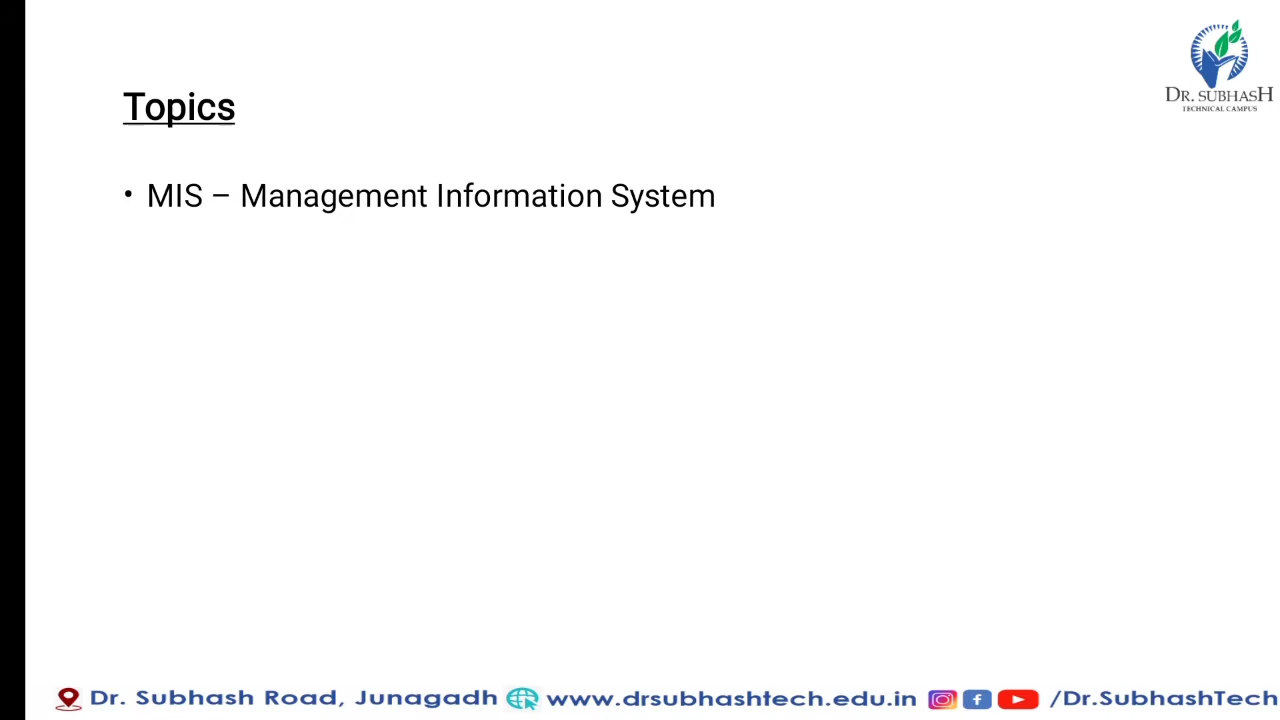 DR. SUBHASH
TECHNICAL CAMPUS
Topics
• MIS – Management Information System
Dr. Subhash Road, Junagadh www.drsubhashtech.edu.in /Dr.SubhashTech